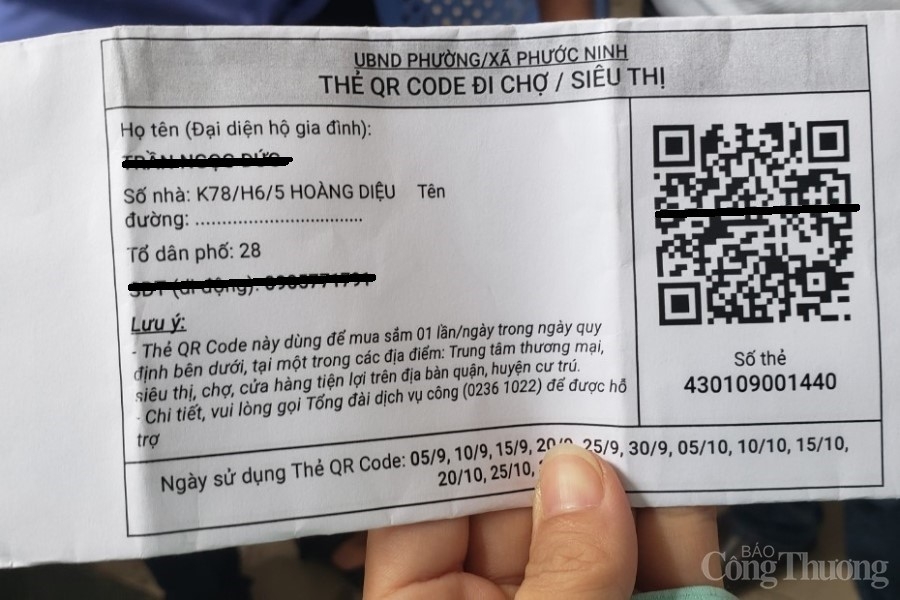 UBND PHƯỜNG/XÃ PHƯỚC NINH
THẺ QR CODE ĐI CHỢ / SIÊU THỊ
Họ tên (Đại diện hộ gia đình):
Số nhà: K78/H6/5 HOÀNG DIỆU Tên
đường: ..................................
Tổ dân phố: 28
Lưu ý:
- Thẻ QR Code này dùng để mua sắm 01 lần/ngày trong ngày quy
định bên dưới, tại một trong các địa điểm: Trung tâm thương mại,
siêu thị, chợ, cửa hàng tiện lợi trên địa bàn quận, huyện cư trú.
- Chi tiết, vui lòng gọi Tổng đài dịch vụ công (0236 1022) để được hỗ
trợ
Số thẻ
430109001440
Ngày sử dụng Thẻ QR Code: 05/9, 10/9, 15/9, 25/9, 30/9, 05/10, 10/10, 15/10,
20/10, 25/10,
BÁO
Công Thương